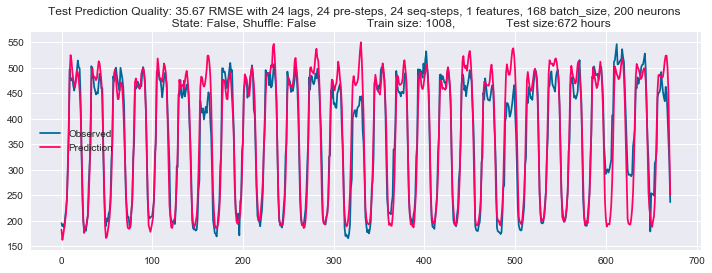 Test Prediction Quality: 35.67 RMSE with 24 lags, 24 pre-steps, 24 seq-steps, 1 features, 168 batch_size, 200 neurons
State: False, Shuffle: False Train size: 1008, Test size:672 hours
550
500
450
400
350
300
250
200
150
Observed
Prediction
0 100 200 300 400 500 600 700